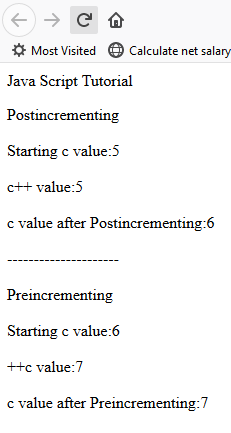 Most Visited
Calculate net salary
Java Script Tutorial
Postincrementing
Starting c value:5
c++ value:5
c value after Postincrementing:6
---------------------
Preincrementing
Starting c value:6
++c value:7
c value after Preincrementing:7